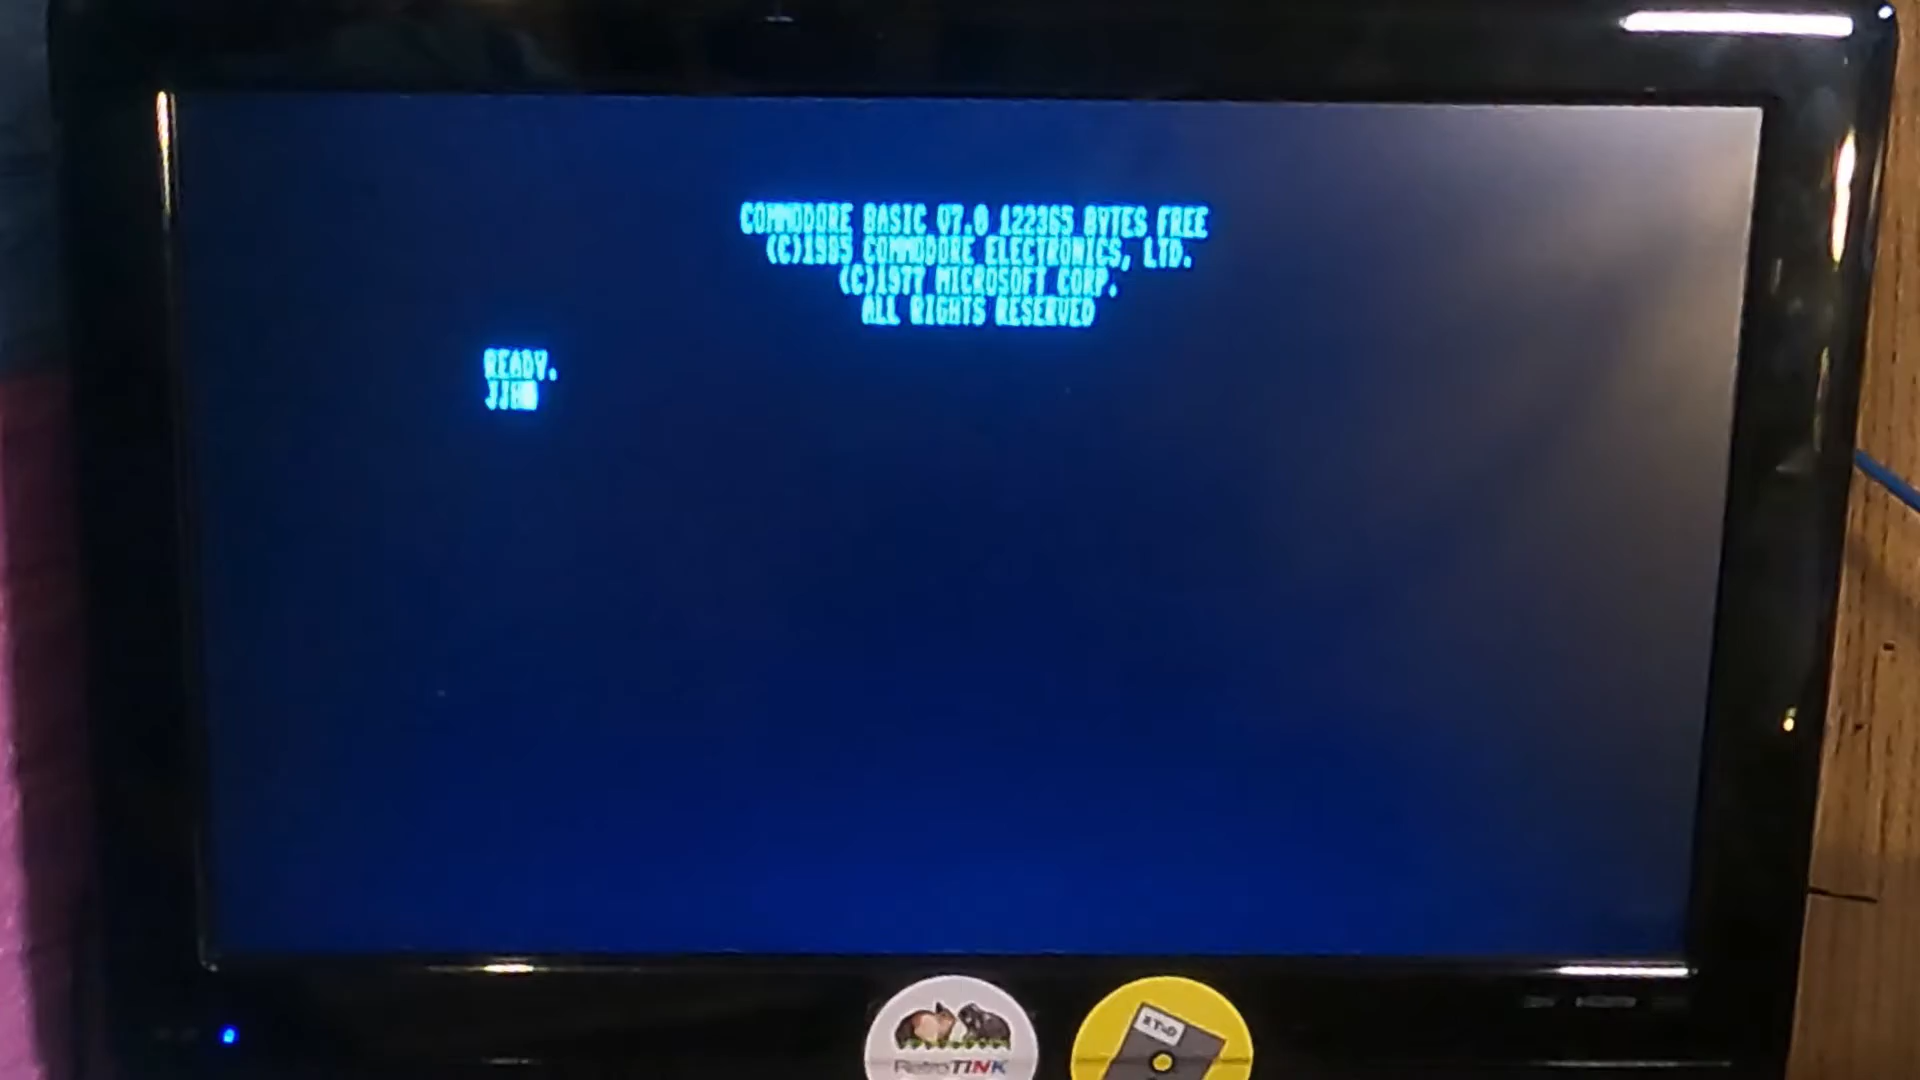 COMMODORE BASIC V7.0 122365 BYTES FREE
(C)1985 COMMODORE ELECTRONICS, LTD.
(C)1977 MICROSOFT CORP.
ALL RIGHTS RESERVED
READY.
JJH
RetroTINK